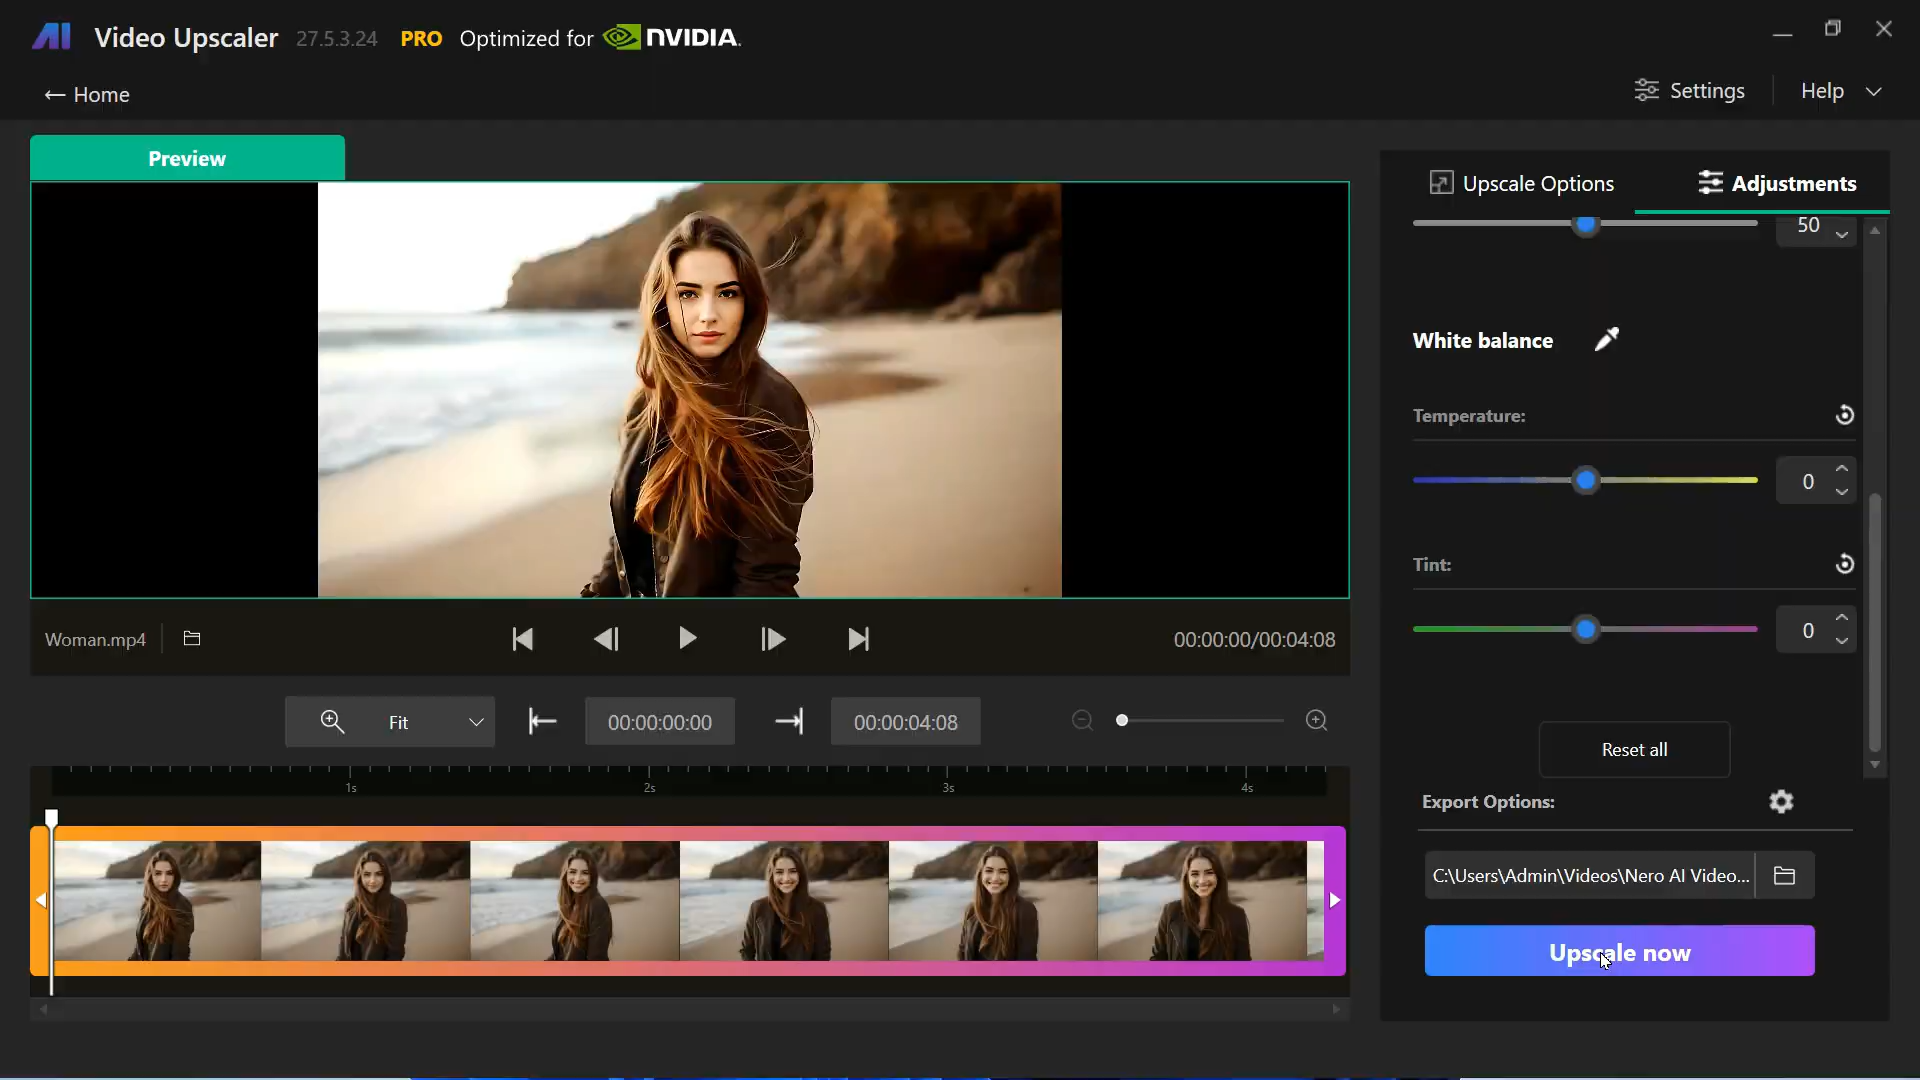 AI Video Upscaler 27.5.3.24 PRO Optimized for NVIDIA.
← Home
Settings
Help
Preview
Upscale Options
Adjustments
50
White balance
Temperature:
0
Tint:
0
Woman.mp4
00:00:00/00:04:08
Fit
00:00:00:00
00:00:04:08
Reset all
1s
2s
3s
4s
Export Options:
C:\Users\Admin\Videos\Nero AI Video...
Upscale now